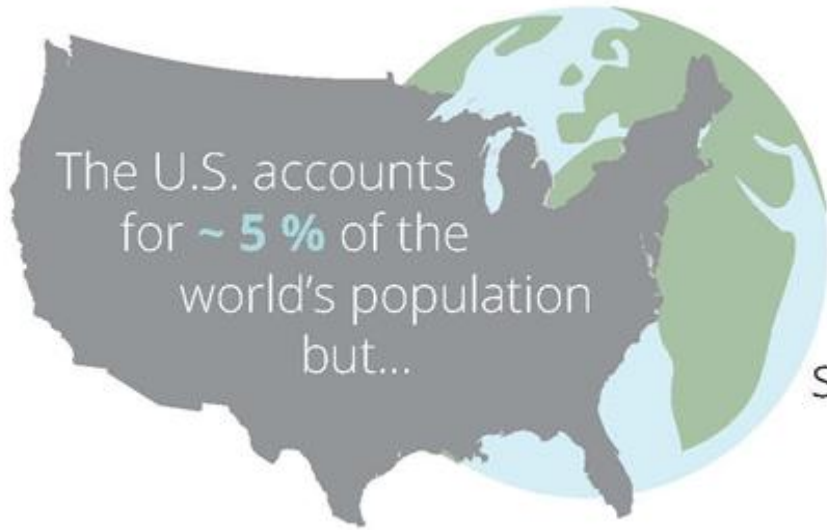 The U.S. accounts
for ~ 5 % of the
world’s population
but...
S